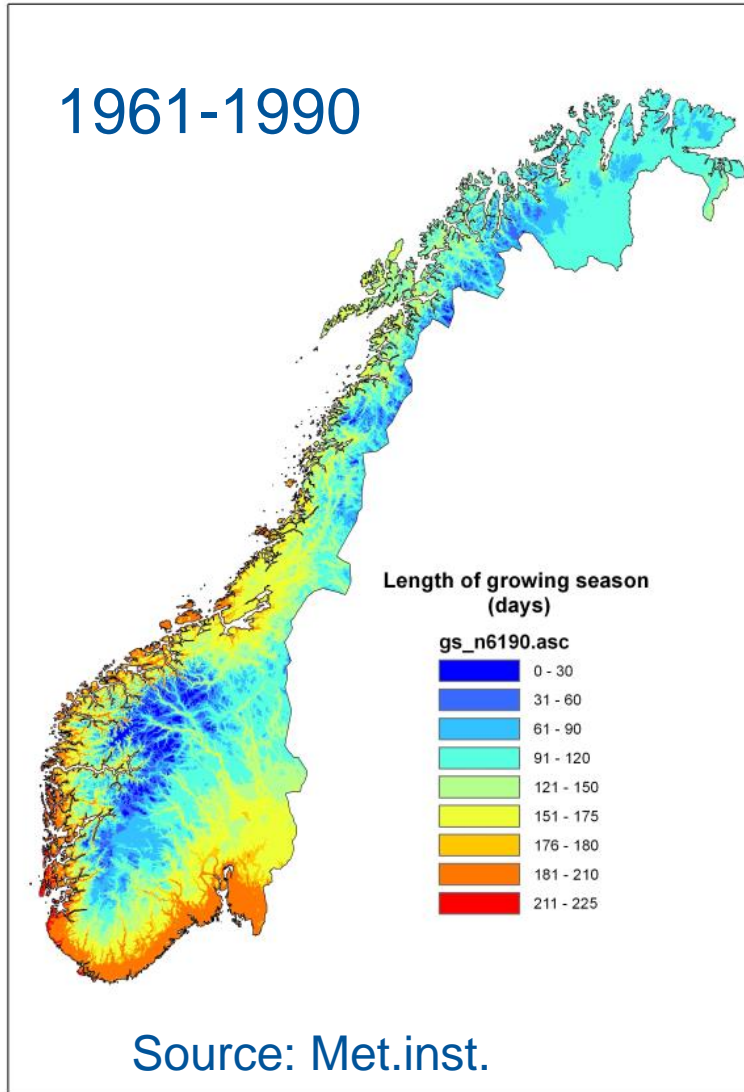 1961-1990
Length of growing season
(days)
gs_n6190.asc
0 - 30
31 - 60
61 - 90
91 - 120
121 - 150
151 - 175
176 - 180
181 - 210
211 - 225
Source: Met.inst.